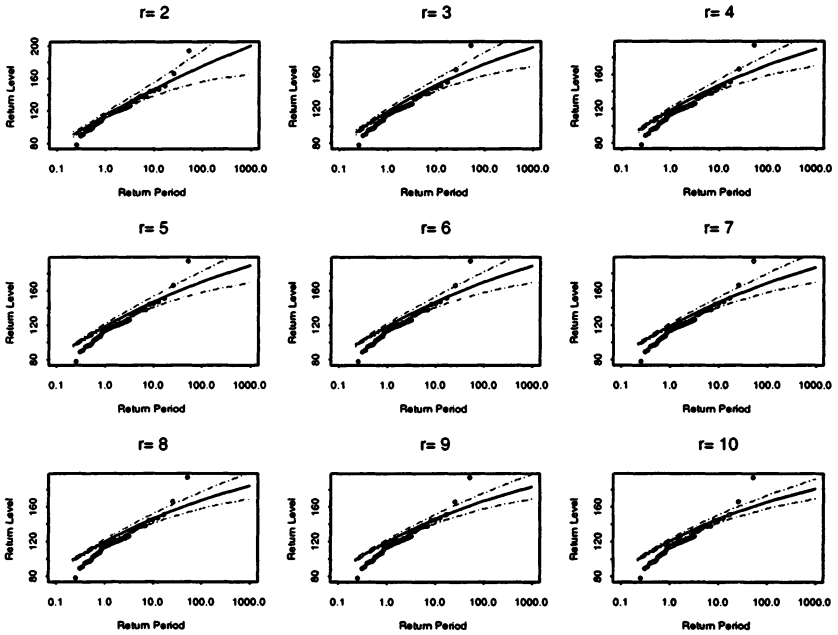 r= 2 r= 3 r= 4
Return Level
200
160
120
80
0.1 1.0 10.0 100.0 1000.0
Return Period
Return Level
160
120
80
0.1 1.0 10.0 100.0 1000.0
Return Period
Return Level
160
120
80
0.1 1.0 10.0 100.0 1000.0
Return Period
r= 5 r= 6 r= 7
Return Level
160
120
80
0.1 1.0 10.0 100.0 1000.0
Return Period
Return Level
160
120
80
0.1 1.0 10.0 100.0 1000.0
Return Period
Return Level
160
120
80
0.1 1.0 10.0 100.0 1000.0
Return Period
r= 8 r= 9 r= 10
Return Level
160
120
80
0.1 1.0 10.0 100.0 1000.0
Return Period
Return Level
160
120
80
0.1 1.0 10.0 100.0 1000.0
Return Period
Return Level
160
120
80
0.1 1.0 10.0 100.0 1000.0
Return Period